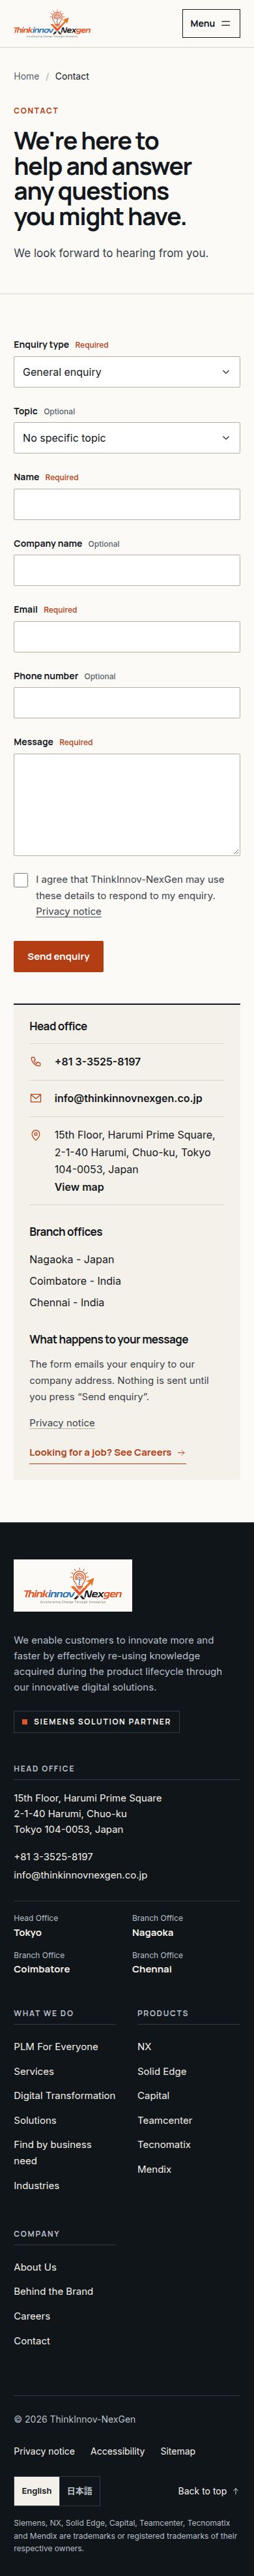 ThinkinnovXNexgen
Accelerating Change Through Innovation
Menu
Home / Contact
CONTACT
We're here to
help and answer
any questions
you might have.
We look forward to hearing from you.
Enquiry type Required
General enquiry
Topic Optional
No specific topic
Name Required
Company name Optional
Email Required
Phone number Optional
Message Required
I agree that ThinkInnov-NexGen may use
these details to respond to my enquiry.
Privacy notice
Send enquiry
Head office
+81 3-3525-8197
info@thinkinnovnexgen.co.jp
15th Floor, Harumi Prime Square,
2-1-40 Harumi, Chuo-ku, Tokyo
104-0053, Japan
View map
Branch offices
Nagaoka - Japan
Coimbatore - India
Chennai - India
What happens to your message
The form emails your enquiry to our
company address. Nothing is sent until
you press “Send enquiry”.
Privacy notice
Looking for a job? See Careers →
ThinkinnovXNexgen
Accelerating Change Through Innovation
We enable customers to innovate more and
faster by effectively re-using knowledge
acquired during the product lifecycle through
our innovative digital solutions.
SIEMENS SOLUTION PARTNER
HEAD OFFICE
15th Floor, Harumi Prime Square
2-1-40 Harumi, Chuo-ku
Tokyo 104-0053, Japan
+81 3-3525-8197
info@thinkinnovnexgen.co.jp
Head Office
Tokyo
Branch Office
Nagaoka
Branch Office
Coimbatore
Branch Office
Chennai
WHAT WE DO
PLM For Everyone
Services
Digital Transformation
Solutions
Find by business
need
Industries
PRODUCTS
NX
Solid Edge
Capital
Teamcenter
Tecnomatix
Mendix
COMPANY
About Us
Behind the Brand
Careers
Contact
© 2026 ThinkInnov-NexGen
Privacy notice Accessibility Sitemap
English 日本語 Back to top ↑
Siemens, NX, Solid Edge, Capital, Teamcenter, Tecnomatix
and Mendix are trademarks or registered trademarks of their
respective owners.